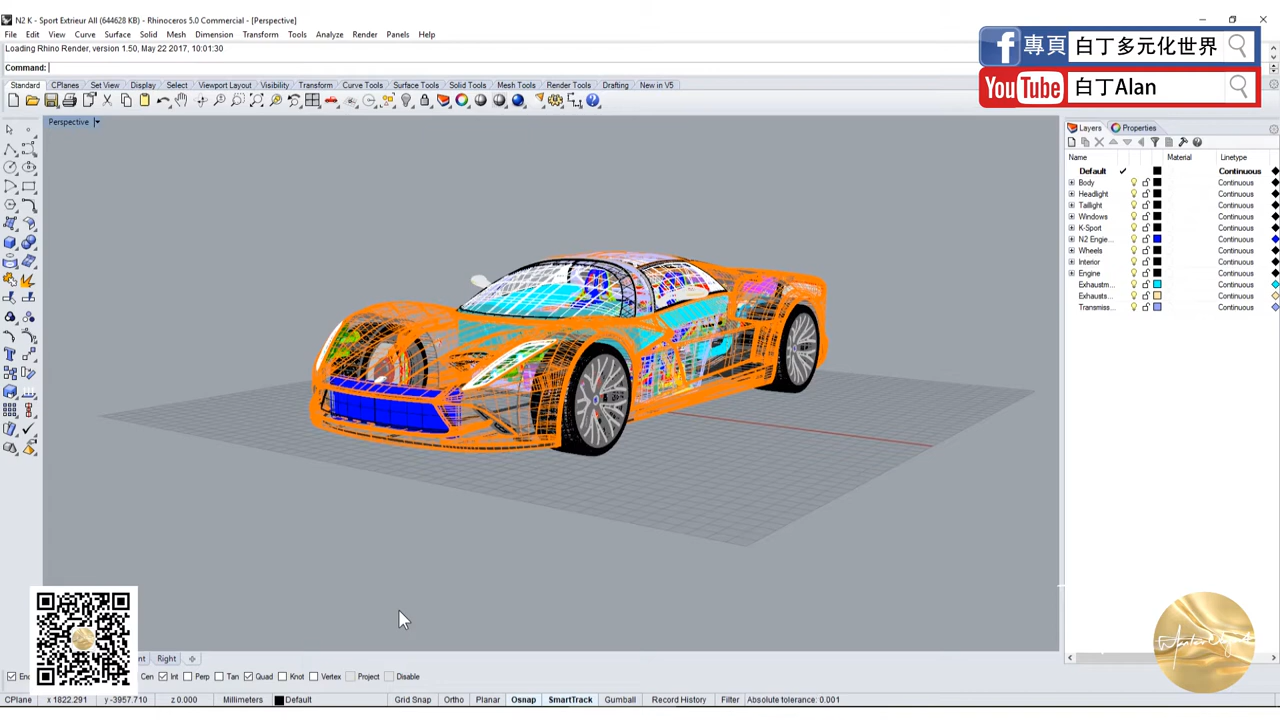 N2 K - Sport Extrieur All (644628 KB) - Rhinoceros 5.0 Commercial - [Perspective]
File Edit View Curve Surface Solid Mesh Dimension Transform Tools Analyze Render Panels Help
Loading Rhino Render, version 1.50, May 22 2017, 10:01:30
Command:
專頁 白丁多元化世界
YouTube 白丁Alan
Standard CPlanes Set View Display Select Viewport Layout Visibility Transform Curve Tools Surface Tools Solid Tools Mesh Tools Render Tools Drafting New in V5
Perspective
Layers Properties
Name Material Linetype
Default Continuous
Body Continuous
Headlight Continuous
Taillight Continuous
Windows Continuous
K-Sport Continuous
N2 Engie... Continuous
Wheels Continuous
Interior Continuous
Engine Continuous
Exhaustm... Continuous
Exhausts... Continuous
Transmiss... Continuous
nt Right
En Cen Int Perp Tan Quad Knot Vertex Project Disable
CPlane x 1822.291 y -3957.710 z 0.000 Millimeters Default Grid Snap Ortho Planar Osnap SmartTrack Gumball Record History Filter Absolute tolerance: 0.001